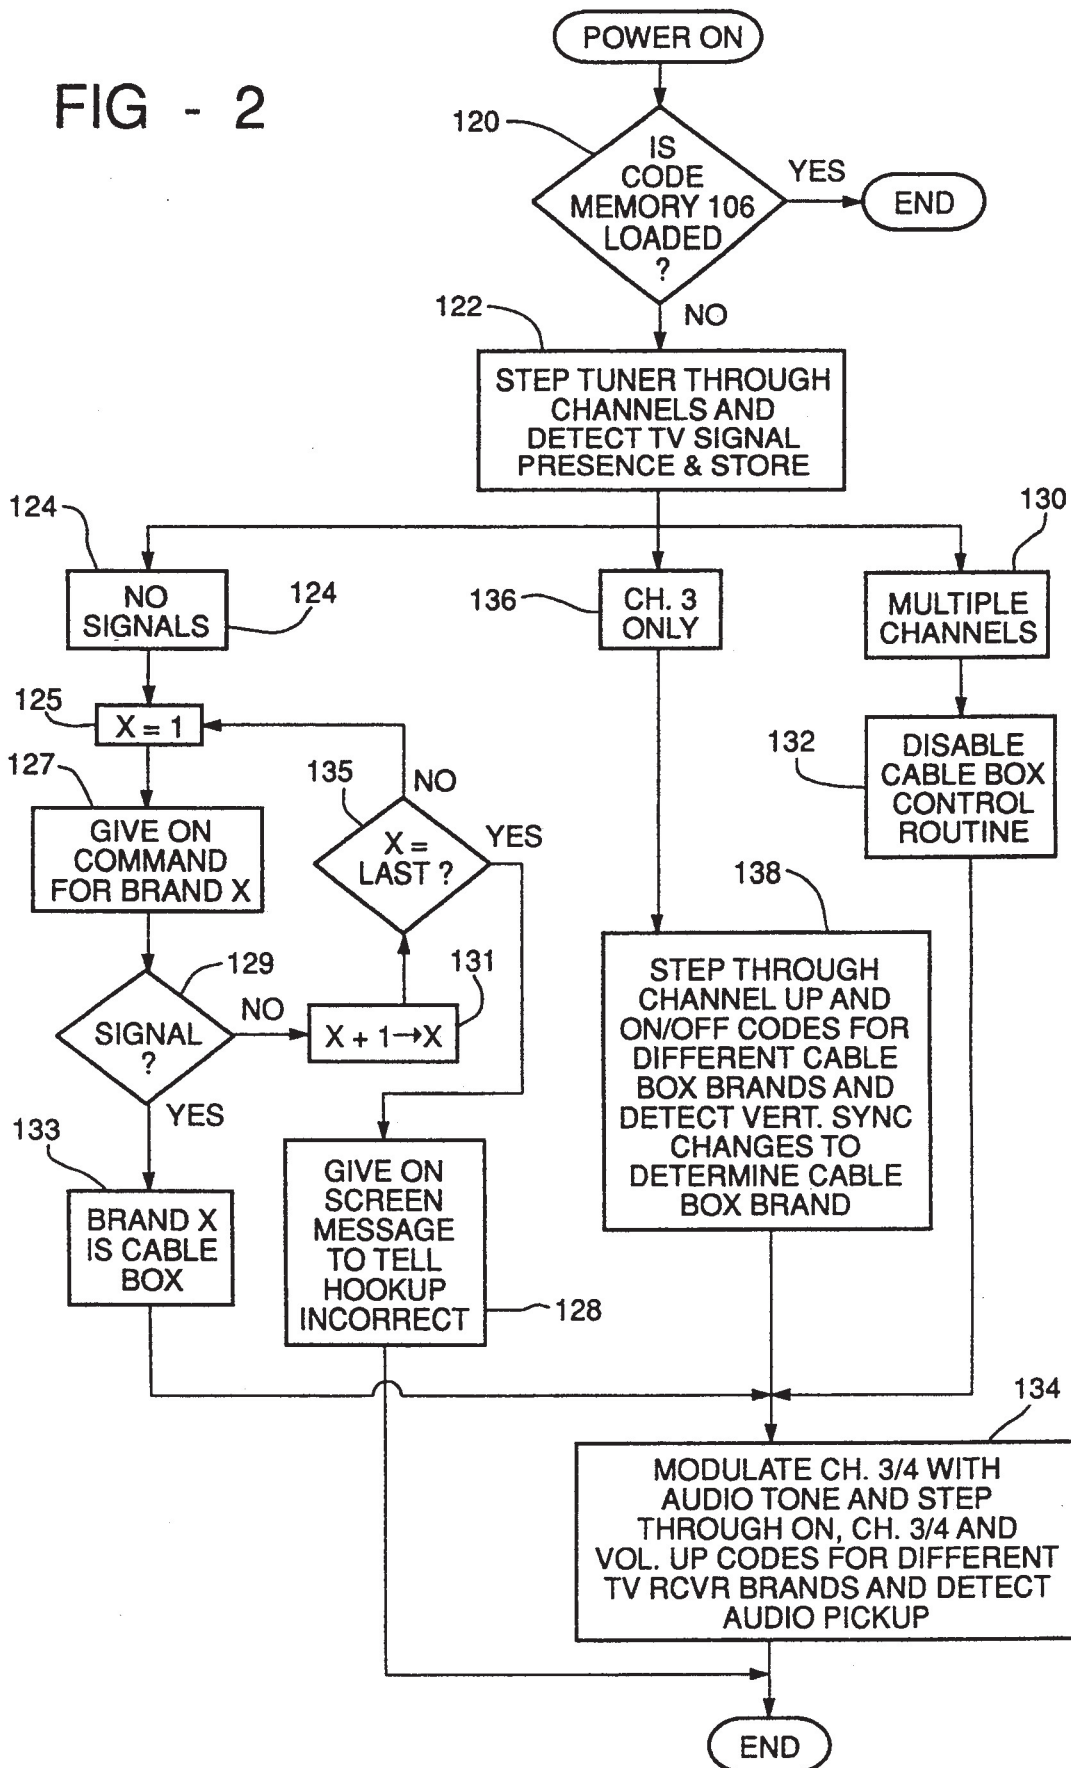 POWER ON
FIG - 2
120
IS
CODE
MEMORY 106
LOADED
?
YES
END
122
NO
STEP TUNER THROUGH
CHANNELS AND
DETECT TV SIGNAL
PRESENCE & STORE
124
NO
SIGNALS
124
136
CH. 3
ONLY
130
MULTIPLE
CHANNELS
125
X = 1
127
GIVE ON
COMMAND
FOR BRAND X
135
NO
X =
LAST ?
YES
132
DISABLE
CABLE BOX
CONTROL
ROUTINE
129
SIGNAL
?
NO
131
X + 1→X
YES
138
STEP THROUGH
CHANNEL UP AND
ON/OFF CODES FOR
DIFFERENT CABLE
BOX BRANDS AND
DETECT VERT. SYNC
CHANGES TO
DETERMINE CABLE
BOX BRAND
133
BRAND X
IS CABLE
BOX
GIVE ON
SCREEN
MESSAGE
TO TELL
HOOKUP
INCORRECT
128
134
MODULATE CH. 3/4 WITH
AUDIO TONE AND STEP
THROUGH ON, CH. 3/4 AND
VOL. UP CODES FOR DIFFERENT
TV RCVR BRANDS AND DETECT
AUDIO PICKUP
END